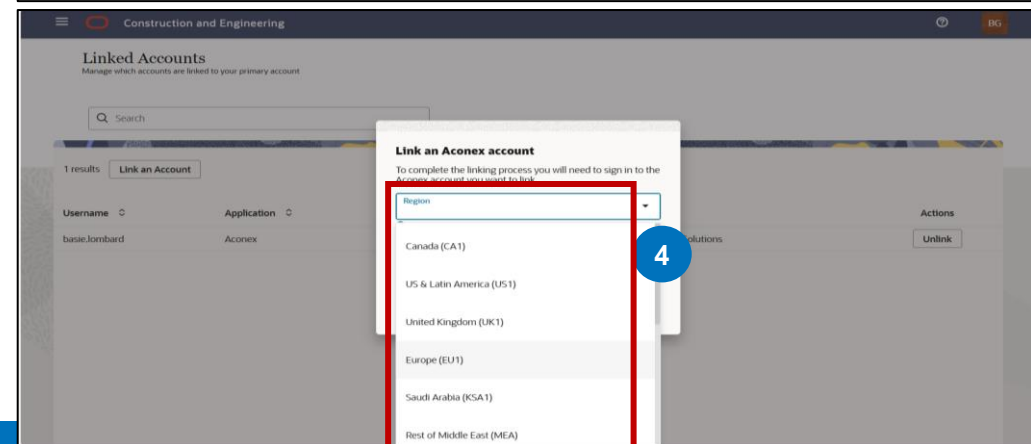 Construction and Engineering
BG
Linked Accounts
Manage which accounts are linked to your primary account
Search
1 results
Link an Account
Username
Application
Actions
basie.lombard
Aconex
Solutions
Unlink
Link an Aconex account
To complete the linking process you will need to sign in to the
Aconex account you want to link
Region
Canada (CA1)
US & Latin America (US1)
United Kingdom (UK1)
Europe (EU1)
Saudi Arabia (KSA1)
Rest of Middle East (MEA)
4